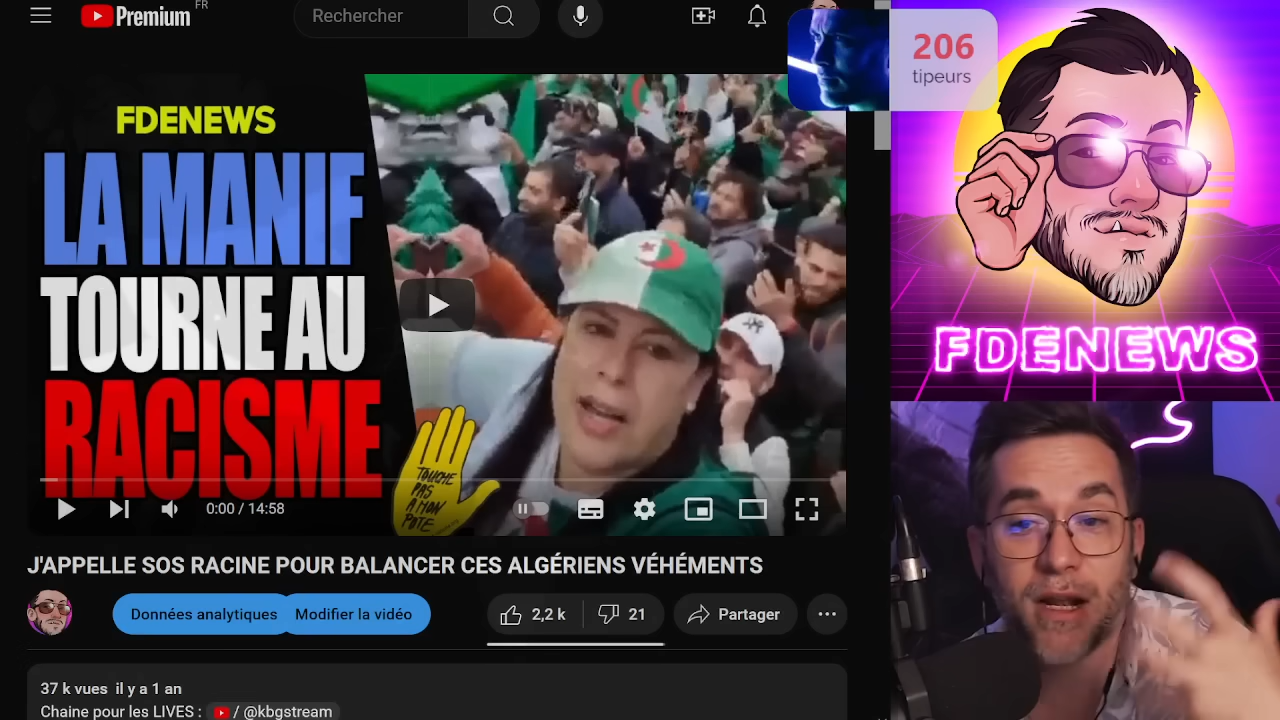 Premium
FR
Rechercher
206
tipeurs
FDENEWS
LA MANIF
TOURNE AU
RACISME
TOUCHE
PAS
A MON
POTE
FDENEWS
0:00 / 14:58
J'APPELLE SOS RACINE POUR BALANCER CES ALGÉRIENS VÉHÉMENTS
Données analytiques
Modifier la vidéo
2,2 k
21
Partager
37 k vues il y a 1 an
Chaine pour les LIVES : / @kbgstream